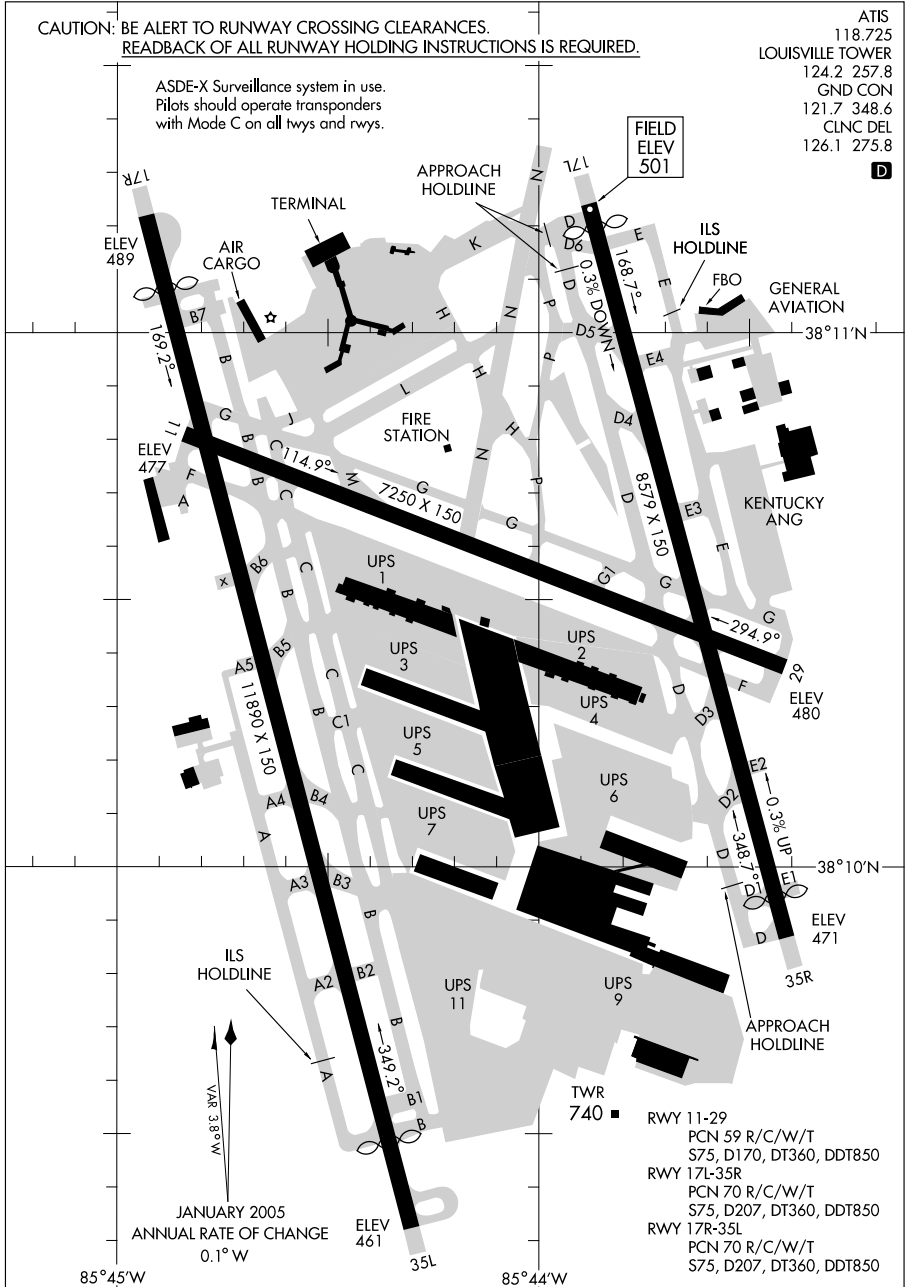 CAUTION: BE ALERT TO RUNWAY CROSSING CLEARANCES.
READBACK OF ALL RUNWAY HOLDING INSTRUCTIONS IS REQUIRED.
ATIS
118.725
LOUISVILLE TOWER
124.2 257.8
GND CON
121.7 348.6
CLNC DEL
126.1 275.8
D
ASDE-X Surveillance system in use.
Pilots should operate transponders
with Mode C on all twys and rwys.
FIELD
ELEV
501
APPROACH
HOLDLINE
17R
17L
N
TERMINAL
K
D
D6
E
ILS
HOLDLINE
ELEV
489
AIR
CARGO
168.7°
0.3% DOWN
D
E
FBO
GENERAL
AVIATION
B7
H
N
P
D5
38°11'N
169.2°
B
P
E4
L
H
G
J
FIRE
STATION
H
D4
11
B
C
ELEV
477
114.9°
M
G
N
P
D
F
A
B
C
7250 X 150
G
8579 X 150
E3
KENTUCKY
ANG
E
B6
C
B
x
UPS
1
G1
G
G
294.9°
29
ELEV
480
B5
A5
C
UPS
3
UPS
2
UPS
4
D
F
D3
11890 X 150
B
C1
C
UPS
5
UPS
6
E2
D2
0.3% UP
A4
B4
A
UPS
7
348.7°
D
38°10'N
A3
B3
D1
E1
ELEV
471
B
D
35R
ILS
HOLDLINE
A2
B2
UPS
11
UPS
9
B
APPROACH
HOLDLINE
349.2°
A
VAR 3.8° W
B1
B
TWR
740
RWY 11-29
PCN 59 R/C/W/T
S75, D170, DT360, DDT850
RWY 17L-35R
PCN 70 R/C/W/T
S75, D207, DT360, DDT850
RWY 17R-35L
PCN 70 R/C/W/T
S75, D207, DT360, DDT850
JANUARY 2005
ANNUAL RATE OF CHANGE
0.1° W
ELEV
461
35L
85°45'W
85°44'W